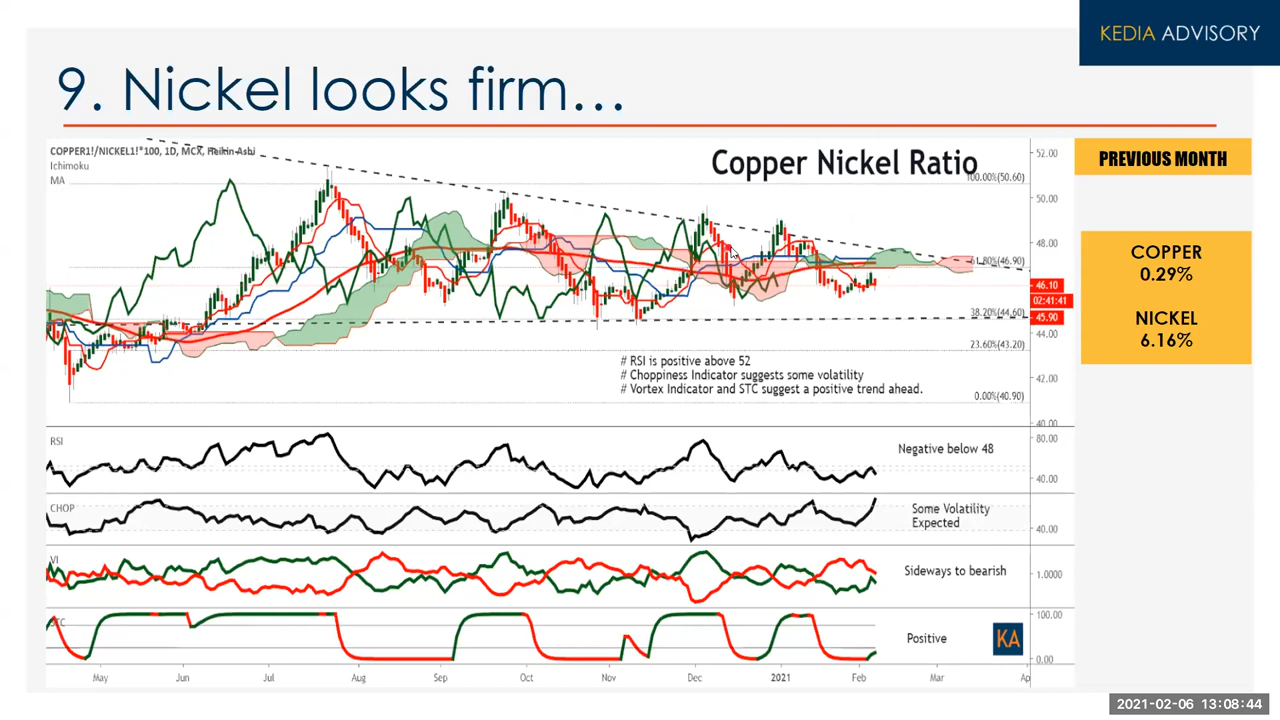 KEDIA ADVISORY
9. Nickel looks firm...
COPPER1!/NICKEL1!*100, 1D, MCX, Heikin-Ashi
Ichimoku
MA
Copper Nickel Ratio
PREVIOUS MONTH
COPPER
0.29%
NICKEL
6.16%
52.00
100.00%(50.60)
50.00
48.00
61.80%(46.90)
46.10
02:41:41
45.90
38.20%(44.60)
44.00
23.60%(43.20)
42.00
0.00%(40.90)
40.00
# RSI is positive above 52
# Choppiness Indicator suggests some volatility
# Vortex Indicator and STC suggest a positive trend ahead.
RSI
Negative below 48
80.00
40.00
CHOP
Some Volatility
Expected
40.00
VI
Sideways to bearish
1.0000
STC
Positive
KA
100.00
0.00
May Jun Jul Aug Sep Oct Nov Dec 2021 Feb Mar Ap
2021-02-06 13:08:44